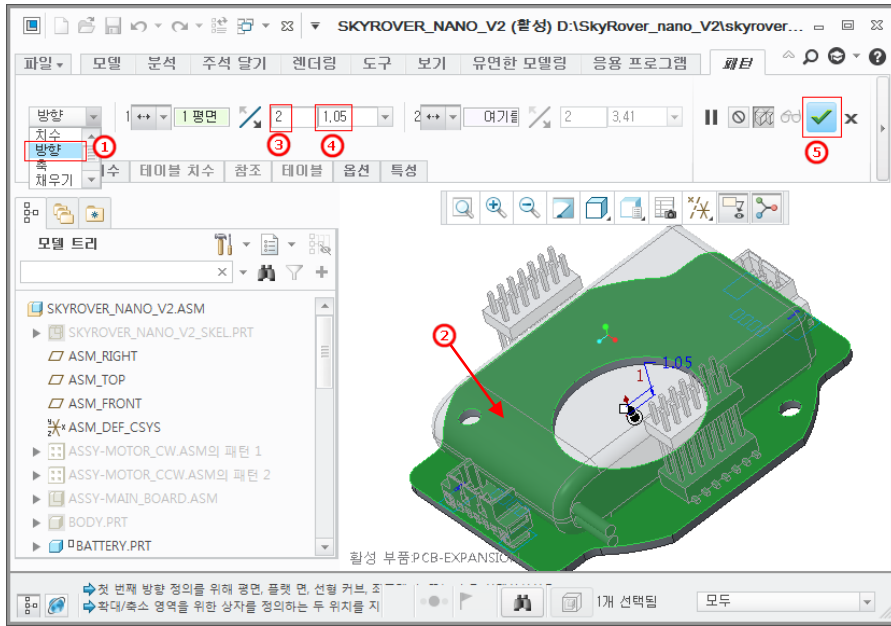 SKYROVER_NANO_V2 (활성) D:\SkyRover_nano_V2\skyrover...
파일 모델 분석 주석 달기 렌더링 도구 보기 유연한 모델링 응용 프로그램 패턴
방향 1 1 평면 2 1,05 2 여기를 2 3,41
치수
방향 ① ③ ④ ⑤
축
채우기
수 테이블 치수 참조 테이블 옵션 특성
모델 트리
SKYROVER_NANO_V2.ASM
SKYROVER_NANO_V2_SKEL.PRT
ASM_RIGHT
ASM_TOP
ASM_FRONT
ASM_DEF_CSYS
ASSY-MOTOR_CW.ASM의 패턴 1
ASSY-MOTOR_CCW.ASM의 패턴 2
ASSY-MAIN_BOARD.ASM
BODY.PRT
BATTERY.PRT
②
1.05
1
활성 부품:PCB-EXPANSIO
첫 번째 방향 정의를 위해 평면, 플랫 면, 선형 커브,
확대/축소 영역을 위한 상자를 정의하는 두 위치를 지
1개 선택됨 모두